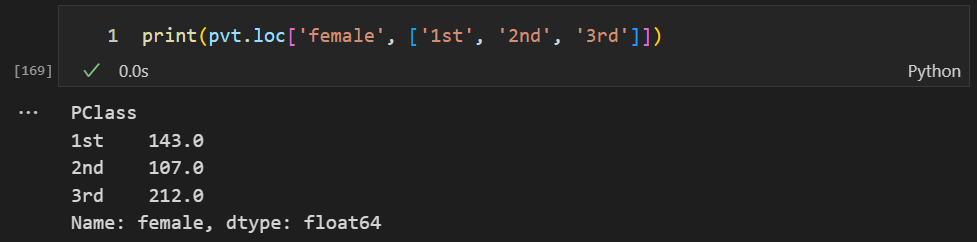 1 print(pvt.loc['female', ['1st', '2nd', '3rd']])
[169] ✓ 0.0s Python
... PClass
1st    143.0
2nd    107.0
3rd    212.0
Name: female, dtype: float64